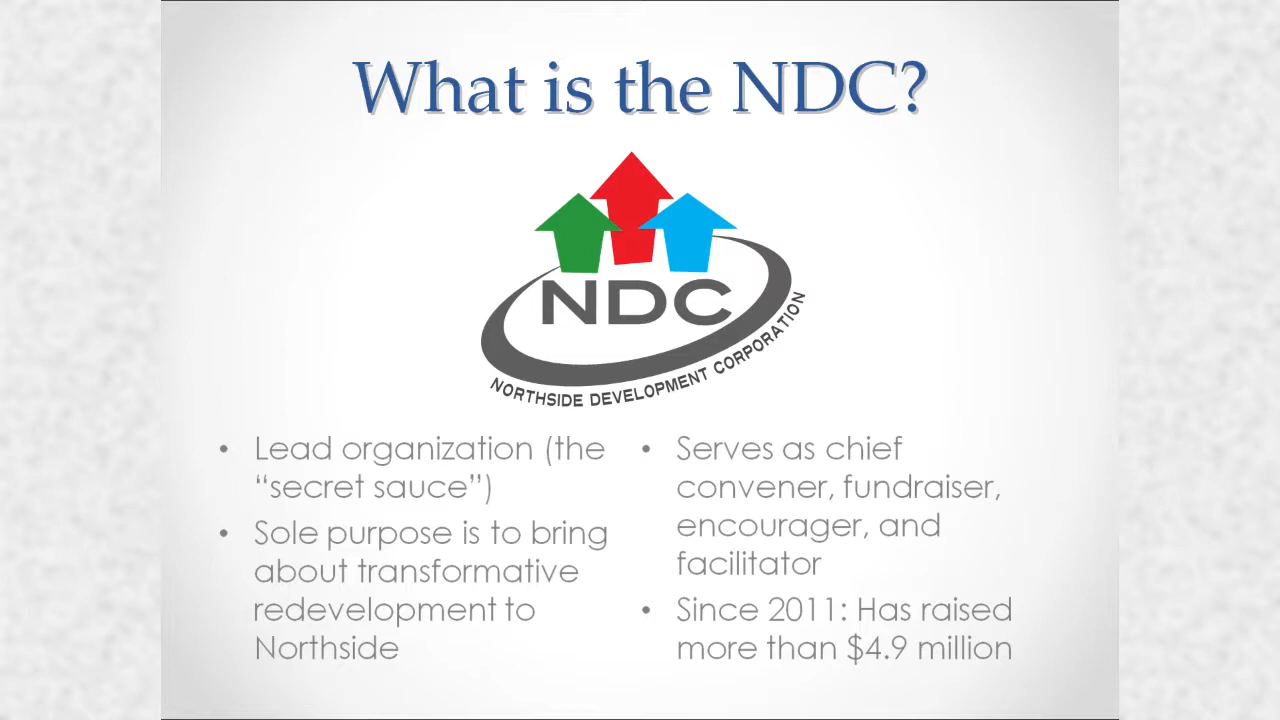 What is the NDC?
NDC
NORTHSIDE DEVELOPMENT CORPORATION
• Lead organization (the
“secret sauce”)
• Sole purpose is to bring
about transformative
redevelopment to
Northside
• Serves as chief
convener, fundraiser,
encourager, and
facilitator
• Since 2011: Has raised
more than $4.9 million